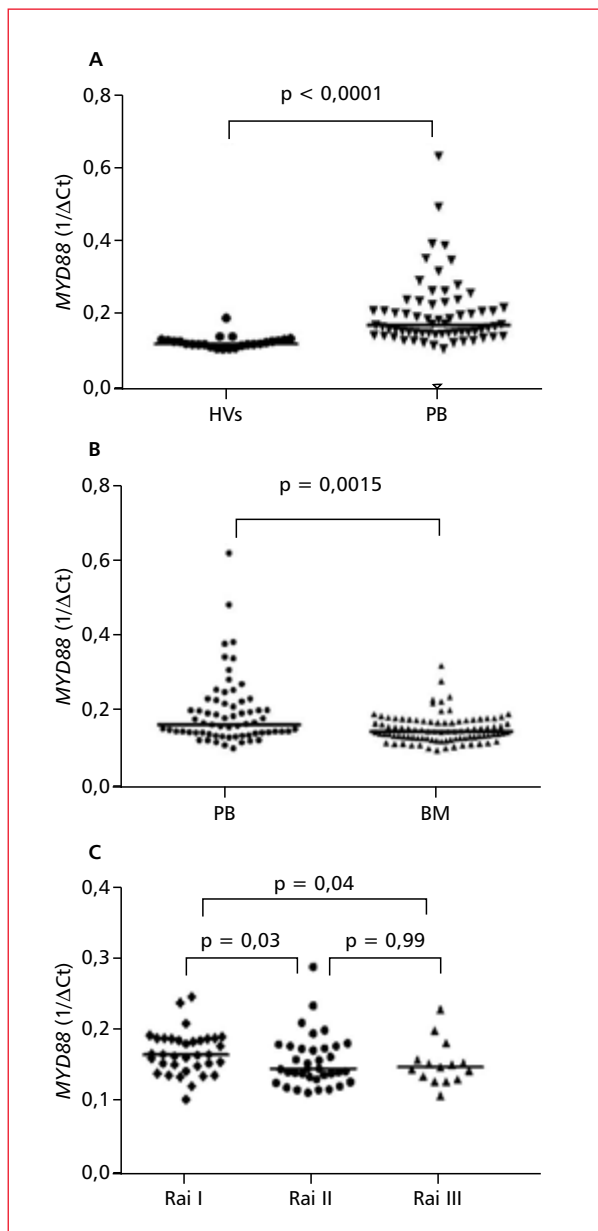 A
0,8
p < 0,0001
0,6
MYD88 (1/ΔCt)
0,4
0,2
0,0
HVs PB
B
0,8
p = 0,0015
0,6
MYD88 (1/ΔCt)
0,4
0,2
0,0
PB BM
C
0,4
p = 0,04
p = 0,03 p = 0,99
0,3
MYD88 (1/ΔCt)
0,2
0,1
0,0
Rai I Rai II Rai III